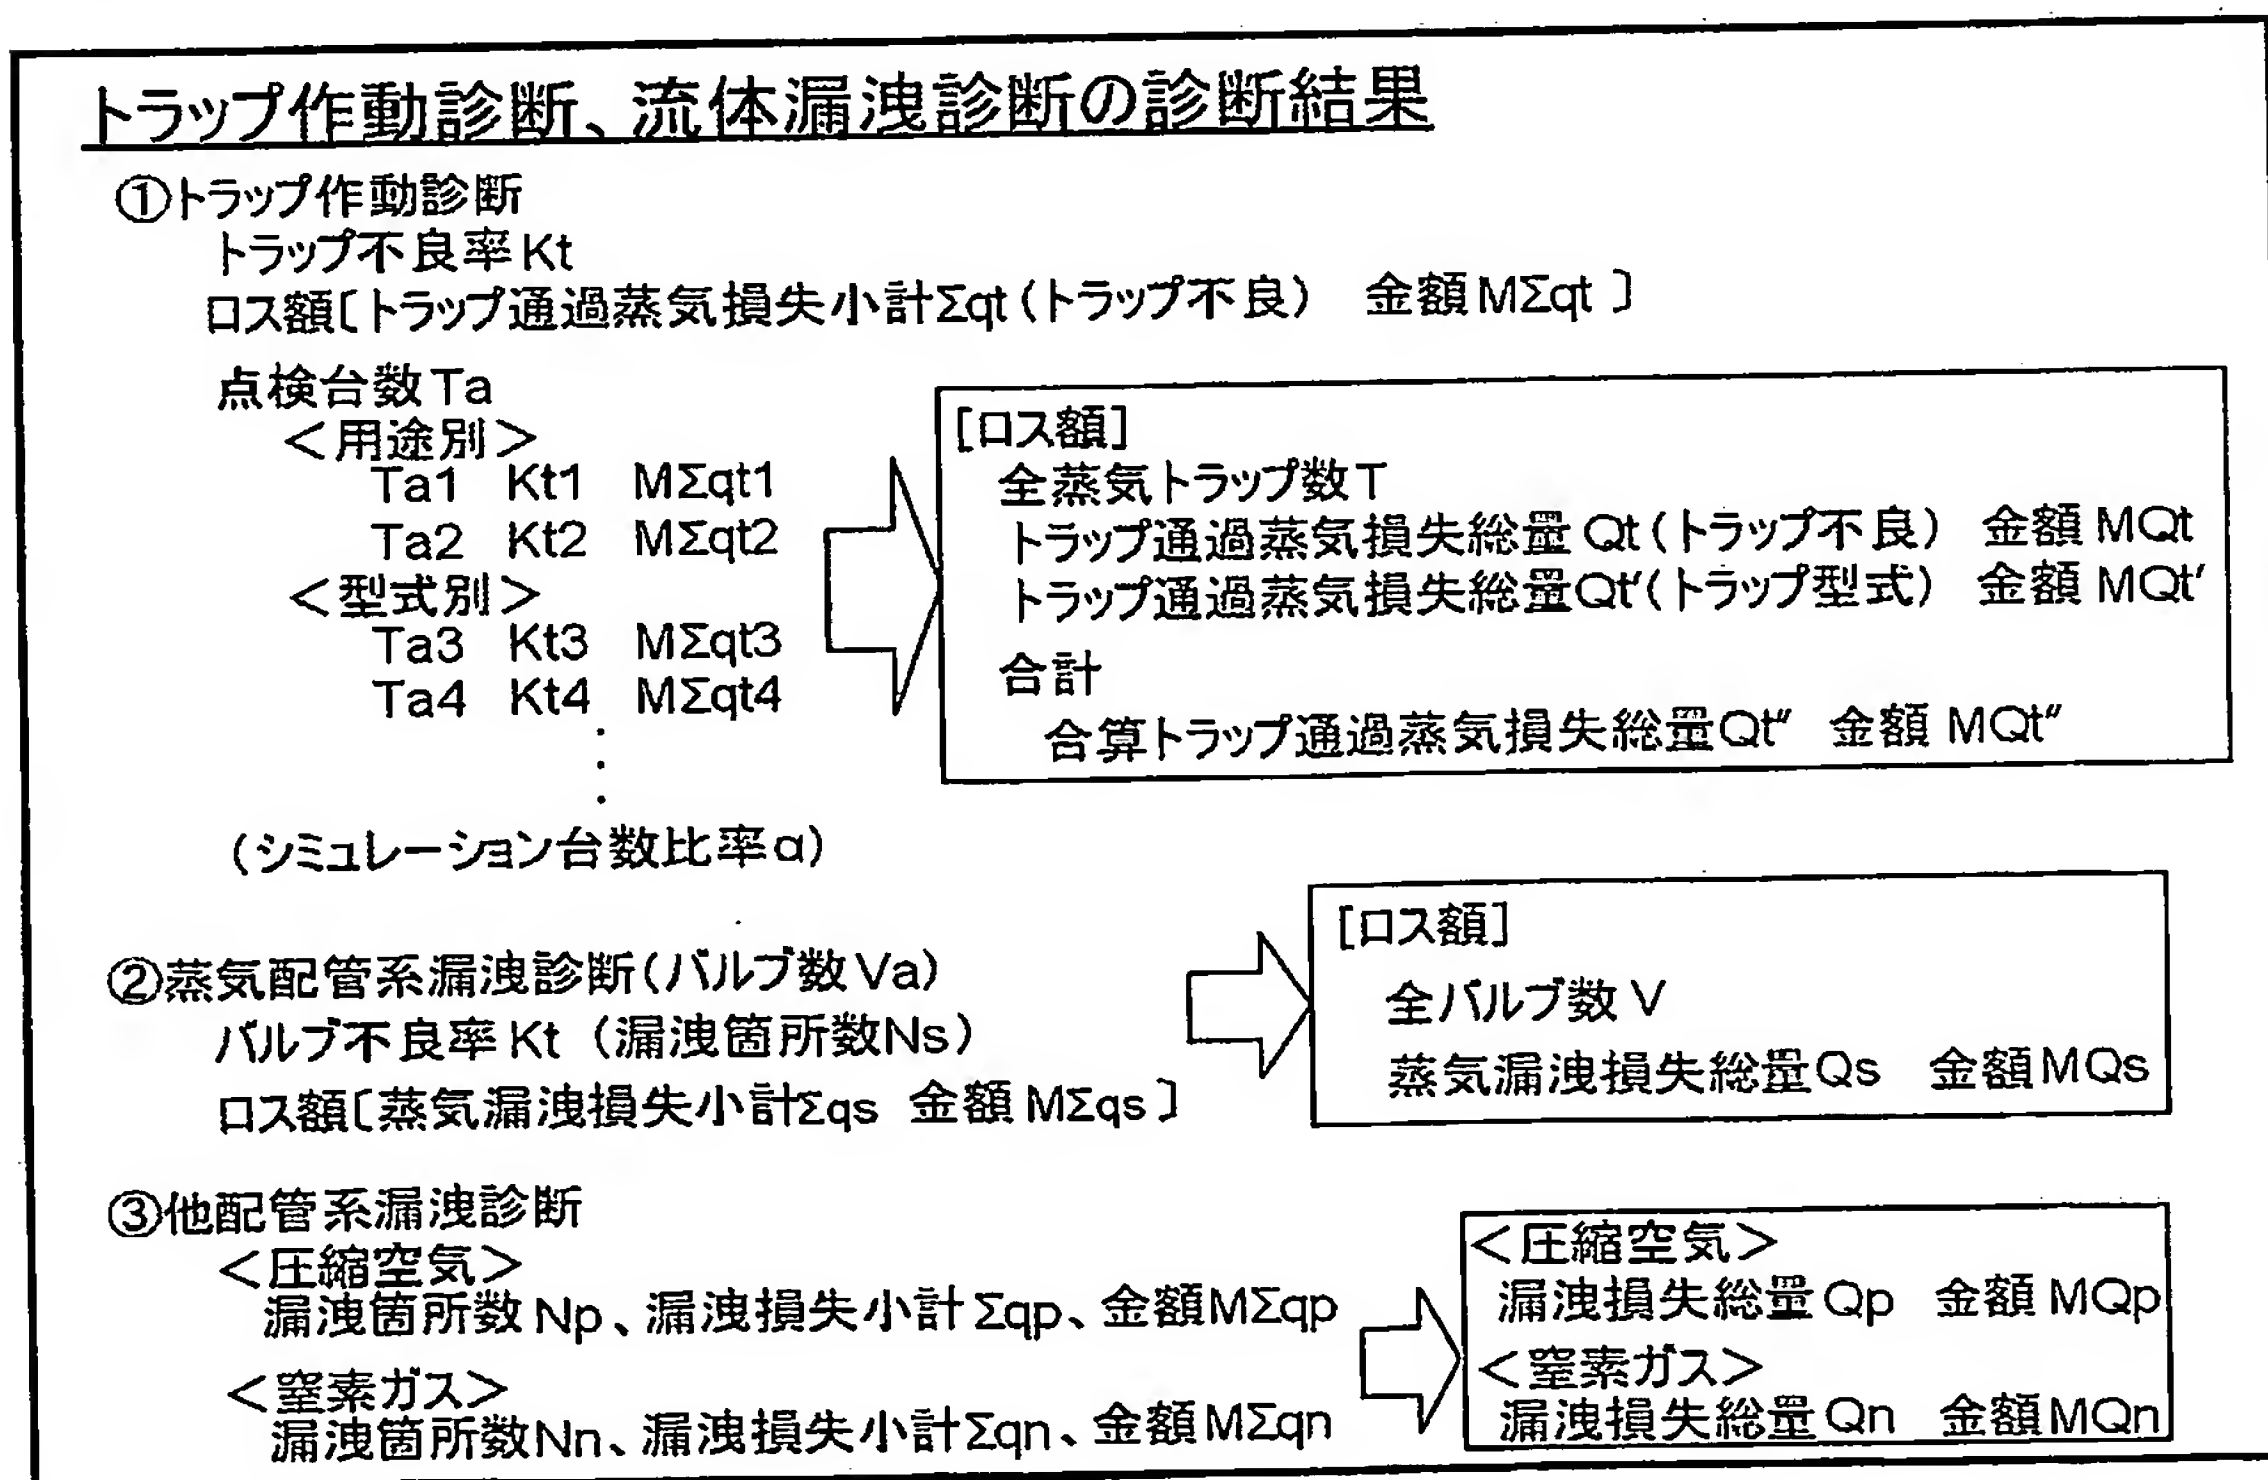 トラップ作動診断、流体漏洩診断の診断結果
①トラップ作動診断
トラップ不良率Kt
ロス額〔トラップ通過蒸気損失小計Σqt(トラップ不良) 金額MΣqt 〕
点検台数Ta
<用途別>
Ta1 Kt1 MΣqt1
Ta2 Kt2 MΣqt2
<型式別>
Ta3 Kt3 MΣqt3
Ta4 Kt4 MΣqt4
(シミュレーション台数比率α)
[ロス額]
全蒸気トラップ数T
トラップ通過蒸気損失総量Qt(トラップ不良) 金額 MQt
トラップ通過蒸気損失総量Qt'(トラップ型式) 金額 MQt'
合計
合算トラップ通過蒸気損失総量Qt" 金額 MQt"
②蒸気配管系漏洩診断(バルブ数Va)
バルブ不良率Kt (漏洩箇所数Ns)
ロス額〔蒸気漏洩損失小計Σqs 金額MΣqs〕
[ロス額]
全バルブ数V
蒸気漏洩損失総量Qs 金額MQs
③他配管系漏洩診断
<圧縮空気>
漏洩箇所数Np、漏洩損失小計Σqp、金額MΣqp
<窒素ガス>
漏洩箇所数Nn、漏洩損失小計Σqn、金額MΣqn
<圧縮空気>
漏洩損失総量Qp 金額MQp
<窒素ガス>
漏洩損失総量Qn 金額MQn